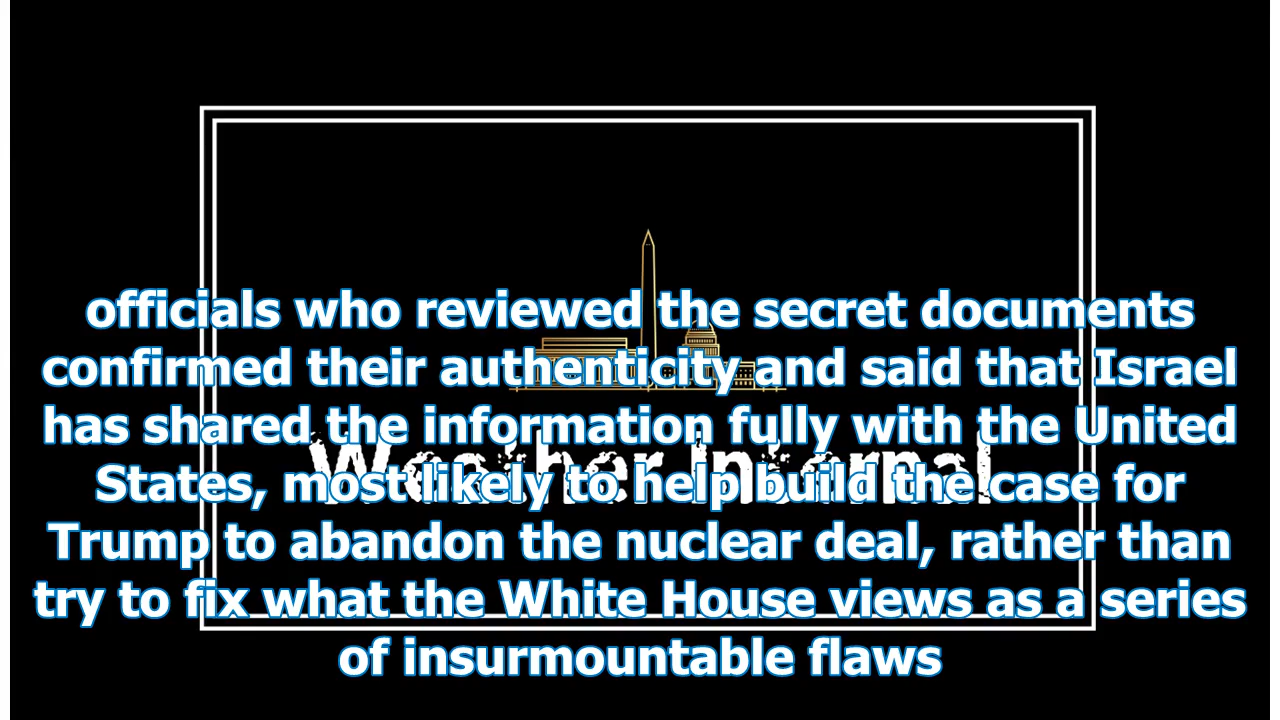 officials who reviewed the secret documents
confirmed their authenticity and said that Israel
has shared the information fully with the United
Weather Internal
States, most likely to help build the case for
Trump to abandon the nuclear deal, rather than
try to fix what the White House views as a series
of insurmountable flaws